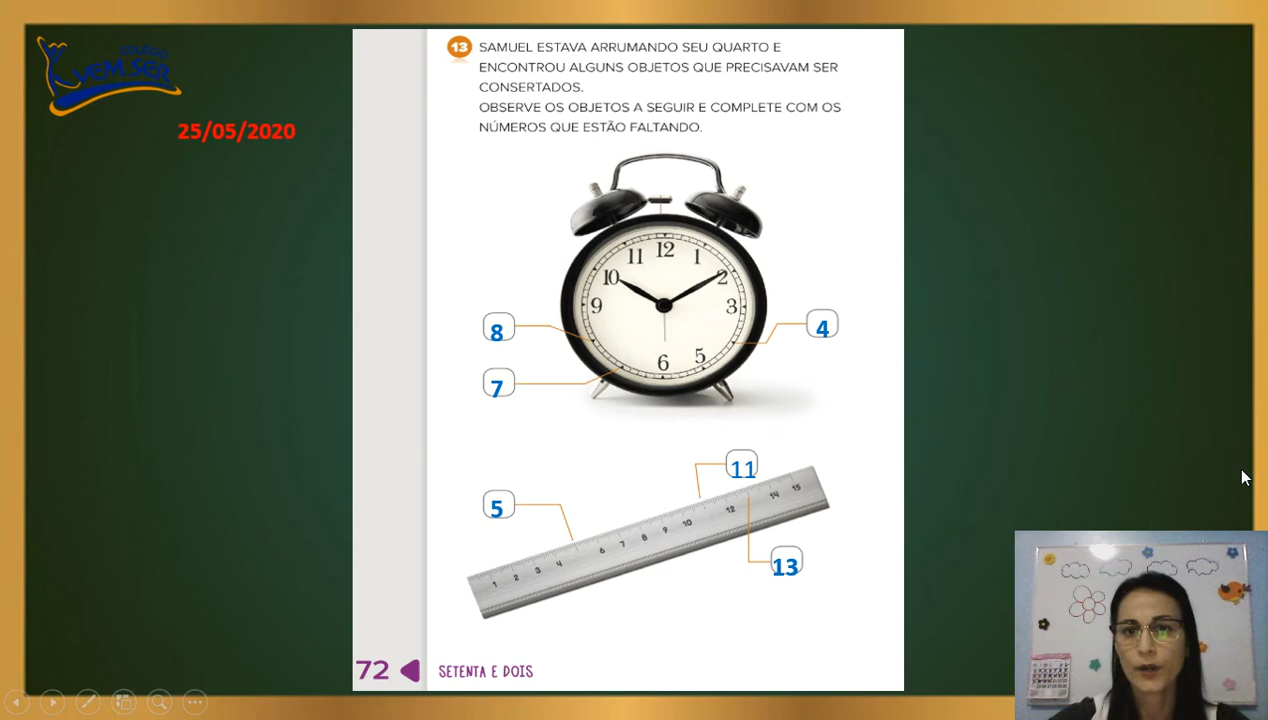 COLÉGIO
VEM SER
25/05/2020
13 SAMUEL ESTAVA ARRUMANDO SEU QUARTO E
ENCONTROU ALGUNS OBJETOS QUE PRECISAVAM SER
CONSERTADOS.
OBSERVE OS OBJETOS A SEGUIR E COMPLETE COM OS
NÚMEROS QUE ESTÃO FALTANDO.
11 12 1
10 2
9 3
8 4
7 6 5
11
5
1 2 3 4 6 7 8 9 10 12 14 15
13
72 SETENTA E DOIS